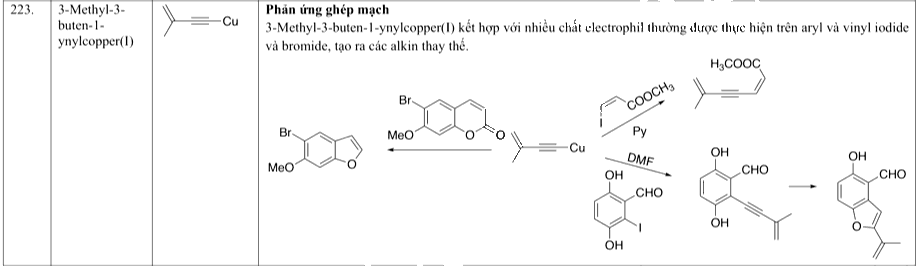 223.
3-Methyl-3-
buten-1-
ynylcopper(I)
Cu
Phản ứng ghép mạch
3-Methyl-3-buten-1-ynylcopper(I) kết hợp với nhiều chất electrophil thường được thực hiện trên aryl và vinyl iodide
và bromide, tạo ra các alkin thay thế.
H₃COOC
COOCH₃
I
Py
Br
MeO
O
O
Br
MeO
O
Cu
DMF
OH
CHO
I
OH
OH
CHO
OH
OH
CHO
O